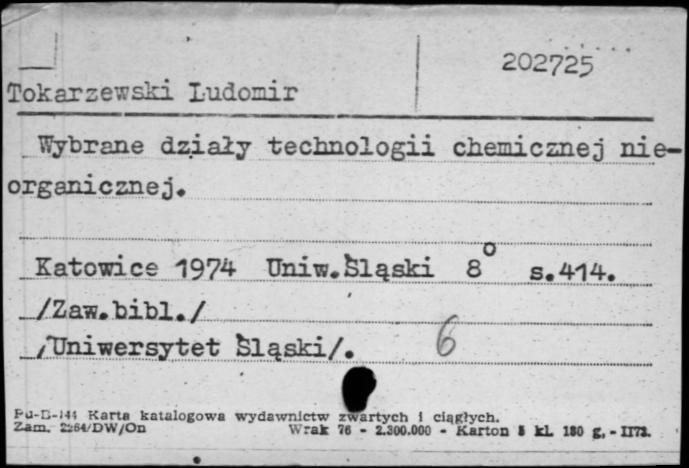 202725
Tokarzewski Ludomir
Wybrane działy technologii chemicznej nie-
organicznej.
Katowice 1974 Uniw.Śląski 8° s.414.
/Zaw.bibl./
/Uniwersytet Śląski/. 6
Pu-D-144 Karta katalogowa wydawnictw zwartych i ciągłych.
Zam. 2264/DW/On Wrak 76 - 2.300.000 - Karton kl. 180 g. - II73.